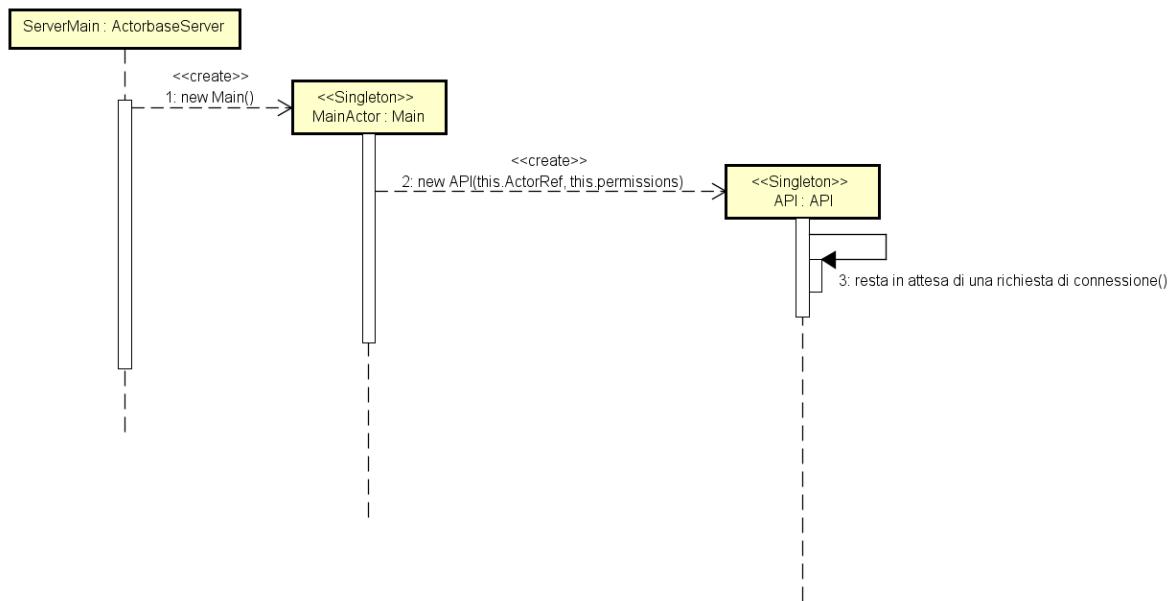 ServerMain : ActorbaseServer
<<create>>
1: new Main()
<<Singleton>>
MainActor : Main
<<create>>
2: new API(this.ActorRef, this.permissions)
<<Singleton>>
API : API
3: resta in attesa di una richiesta di connessione()